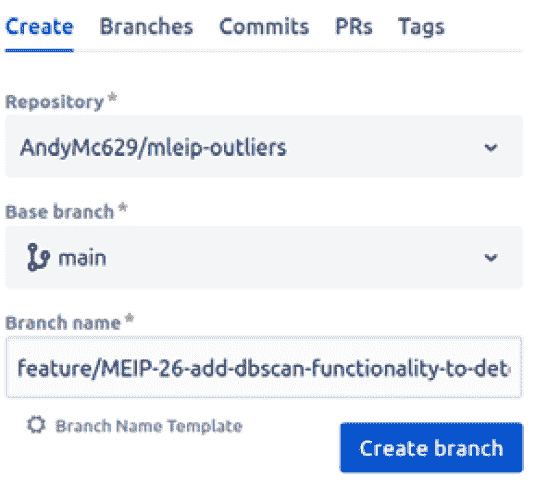 Create Branches Commits PRs Tags
Repository*
AndyMc629/mleip-outliers
Base branch*
main
Branch name*
feature/MEIP-26-add-dbscan-functionality-to-det
Branch Name Template
Create branch